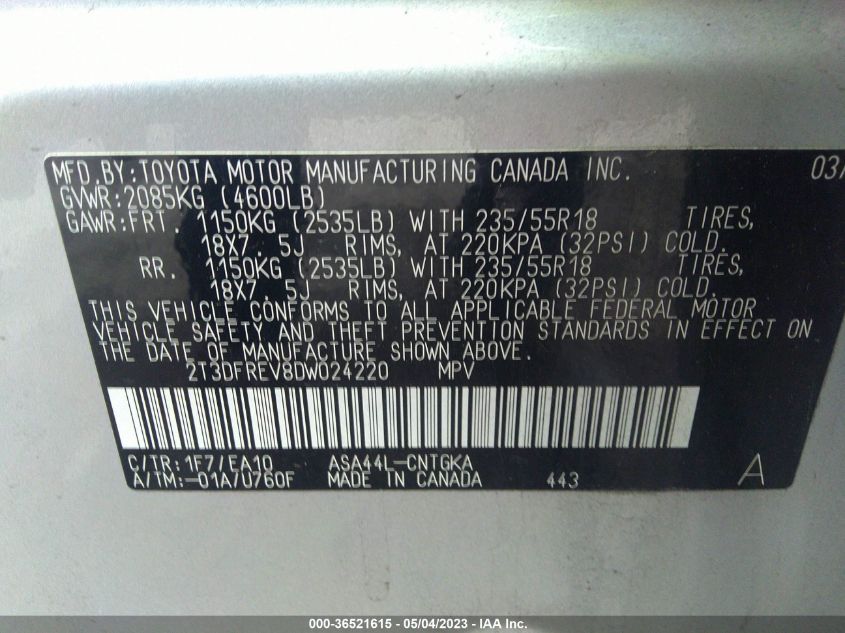 MFD. BY: TOYOTA MOTOR MANUFACTURING CANADA INC. 03/
GVWR: 2085KG (4600LB)
GAWR: FRT. 1150KG (2535LB) WITH 235/55R18 TIRES,
18X7. 5J RIMS, AT 220KPA (32PSI) COLD.
RR. 1150KG (2535LB) WITH 235/55R18 TIRES,
18X7. 5J RIMS, AT 220KPA (32PSI) COLD.
THIS VEHICLE CONFORMS TO ALL APPLICABLE FEDERAL MOTOR
VEHICLE SAFETY AND THEFT PREVENTION STANDARDS IN EFFECT ON
THE DATE OF MANUFACTURE SHOWN ABOVE.
2T3DFREV8DW024220 MPV
C/TR: 1F7/EA10 ASA44L-CNTGKA
A/TM: -01A/U760F MADE IN CANADA 443 A
000-36521615 - 05/04/2023 - IAA Inc.